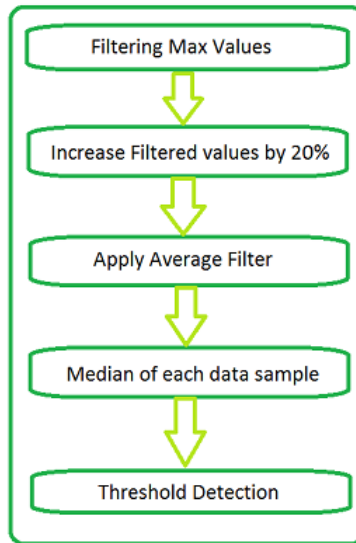 Filtering Max Values
Increase Filtered values by 20%
Apply Average Filter
Median of each data sample
Threshold Detection